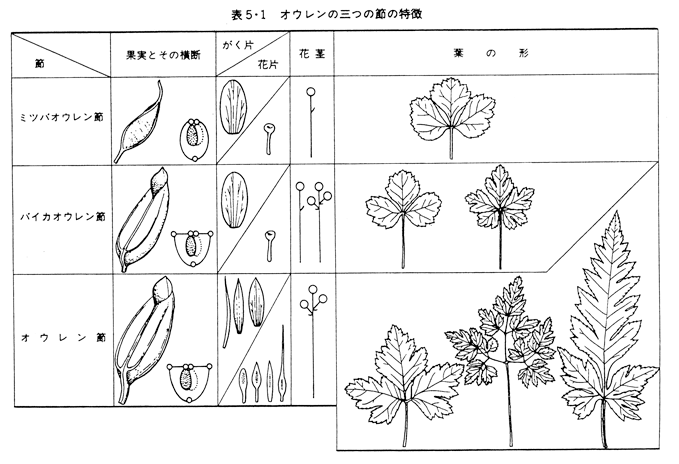 表5・1 オウレンの三つの節の特徴
節
果実とその横断
がく片
花片
花茎
葉の形
ミツバオウレン節
バイカオウレン節
オウレン節